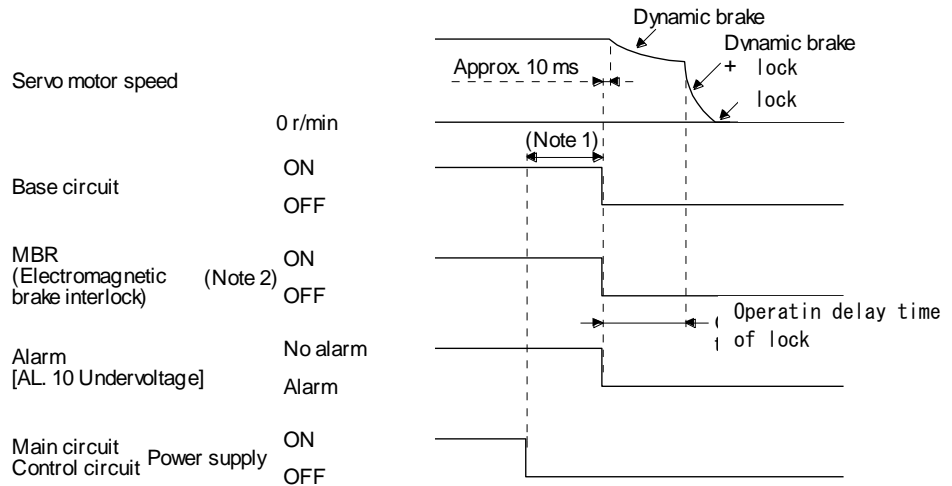 Dynamic brake
Dynamic brake
+ lock
Approx. 10 ms
Servo motor speed
lock
0 r/min
(Note 1)
ON
Base circuit
OFF
MBR
(Electromagnetic
brake interlock)
(Note 2)
ON
OFF
Operatin delay time
of lock
No alarm
Alarm
[AL. 10 Undervoltage]
Alarm
ON
Main circuit
Control circuit
Power supply
OFF